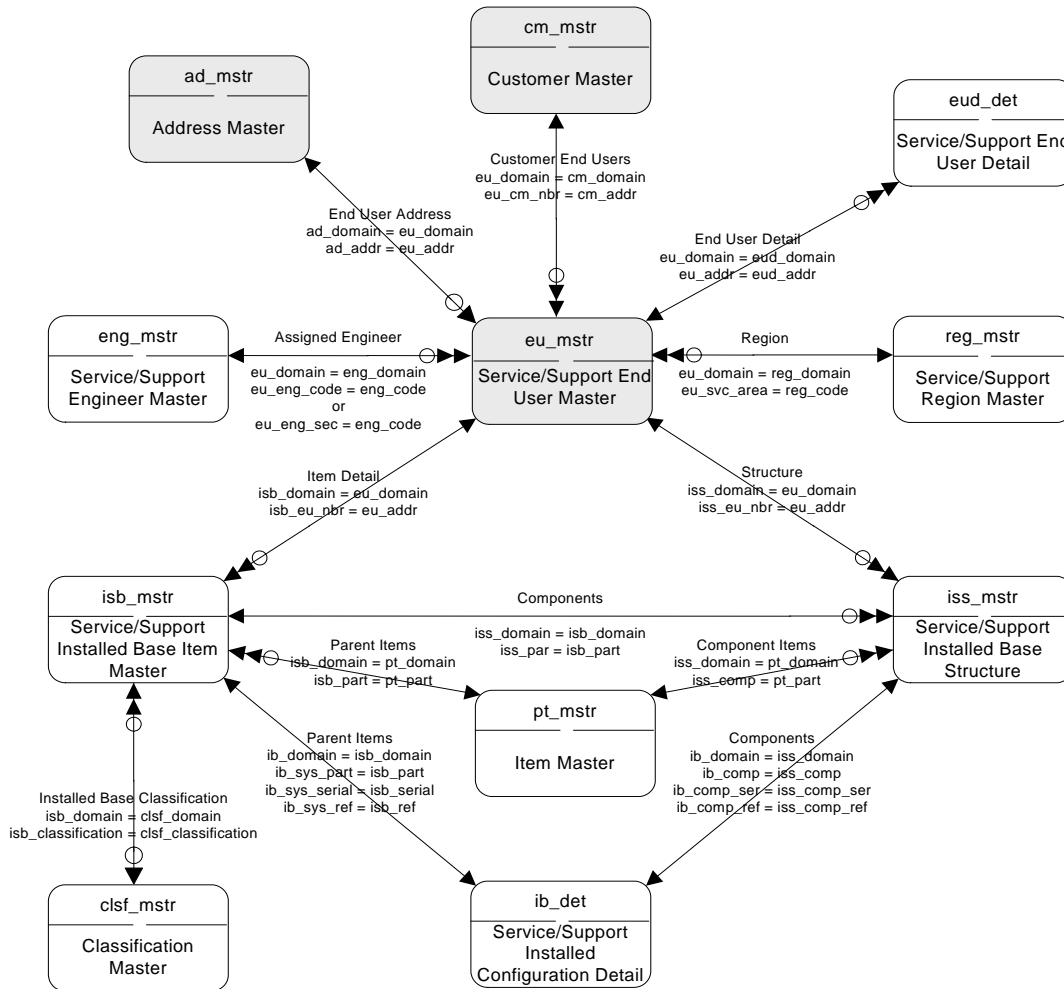 cm_mstr
Customer Master
ad_mstr
Address Master
eud_det
Service/Support End
User Detail
Customer End Users
eu_domain = cm_domain
eu_cm_nbr = cm_addr
End User Address
ad_domain = eu_domain
ad_addr = eu_addr
End User Detail
eu_domain = eud_domain
eu_addr = eud_addr
eng_mstr
Service/Support
Engineer Master
Assigned Engineer
eu_domain = eng_domain
eu_eng_code = eng_code
or
eu_eng_sec = eng_code
eu_mstr
Service/Support End
User Master
Region
eu_domain = reg_domain
eu_svc_area = reg_code
reg_mstr
Service/Support
Region Master
Item Detail
isb_domain = eu_domain
isb_eu_nbr = eu_addr
Structure
iss_domain = eu_domain
iss_eu_nbr = eu_addr
isb_mstr
Service/Support
Installed Base Item
Master
Components
iss_domain = isb_domain
iss_par = isb_part
iss_mstr
Service/Support
Installed Base
Structure
Parent Items
isb_domain = pt_domain
isb_part = pt_part
Component Items
iss_domain = pt_domain
iss_comp = pt_part
pt_mstr
Item Master
Parent Items
ib_domain = isb_domain
ib_sys_part = isb_part
ib_sys_serial = isb_serial
ib_sys_ref = isb_ref
Components
ib_domain = iss_domain
ib_comp = iss_comp
ib_comp_ser = iss_comp_ser
ib_comp_ref = iss_comp_ref
Installed Base Classification
isb_domain = clsf_domain
isb_classification = clsf_classification
clsf_mstr
Classification
Master
ib_det
Service/Support
Installed
Configuration Detail